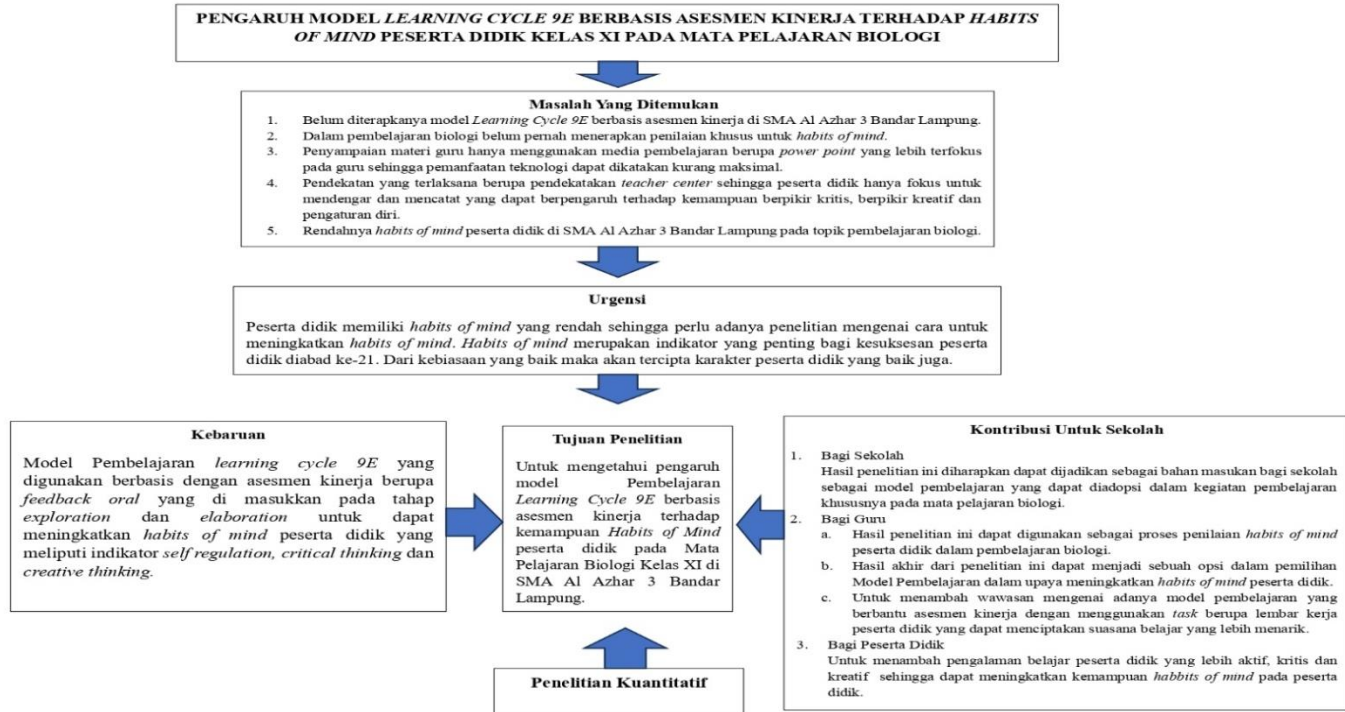 PENGARUH MODEL LEARNING CYCLE 9E BERBASIS ASESMEN KINERJA TERHADAP HABITS
OF MIND PESERTA DIDIK KELAS XI PADA MATA PELAJARAN BIOLOGI
Masalah Yang Ditemukan
1. Belum diterapkanya model Learning Cycle 9E berbasis asesmen kinerja di SMA Al Azhar 3 Bandar Lampung.
2. Dalam pembelajaran biologi belum pernah menerapkan penilaian khusus untuk habits of mind.
3. Penyampaian materi guru hanya menggunakan media pembelajaran berupa power point yang lebih terfokus
pada guru sehingga pemanfaatan teknologi dapat dikatakan kurang maksimal.
4. Pendekatan yang terlaksana berupa pendekatakan teacher center sehingga peserta didik hanya fokus untuk
mendengar dan mencatat yang dapat berpengaruh terhadap kemampuan berpikir kritis, berpikir kreatif dan
pengaturan diri.
5. Rendahnya habits of mind peserta didik di SMA Al Azhar 3 Bandar Lampung pada topik pembelajaran biologi.
Urgensi
Peserta didik memiliki habits of mind yang rendah sehingga perlu adanya penelitian mengenai cara untuk
meningkatkan habits of mind. Habits of mind merupakan indikator yang penting bagi kesuksesan peserta
didik diabad ke-21. Dari kebiasaan yang baik maka akan tercipta karakter peserta didik yang baik juga.
Kebaruan
Model Pembelajaran learning cycle 9E yang
digunakan berbasis dengan asesmen kinerja berupa
feedback oral yang di masukkan pada tahap
exploration dan elaboration untuk dapat
meningkatkan habits of mind peserta didik yang
meliputi indikator self regulation, critical thinking dan
creative thinking.
Tujuan Penelitian
Untuk mengetahui pengaruh
model Pembelajaran
Learning Cycle 9E berbasis
asesmen kinerja terhadap
kemampuan Habits of Mind
peserta didik pada Mata
Pelajaran Biologi Kelas XI di
SMA Al Azhar 3 Bandar
Lampung.
Kontribusi Untuk Sekolah
1. Bagi Sekolah
Hasil penelitian ini diharapkan dapat dijadikan sebagai bahan masukan bagi sekolah
sebagai model pembelajaran yang dapat diadopsi dalam kegiatan pembelajaran
khususnya pada mata pelajaran biologi.
2. Bagi Guru
a. Hasil penelitian ini dapat digunakan sebagai proses penilaian habits of mind
peserta didik dalam pembelajaran biologi.
b. Hasil akhir dari penelitian ini dapat menjadi sebuah opsi dalam pemilihan
Model Pembelajaran dalam upaya meningkatkan habits of mind peserta didik.
c. Untuk menambah wawasan mengenai adanya model pembelajaran yang
berbantu asesmen kinerja dengan menggunakan task berupa lembar kerja
peserta didik yang dapat menciptakan suasana belajar yang lebih menarik.
3. Bagi Peserta Didik
Untuk menambah pengalaman belajar peserta didik yang lebih aktif, kritis dan
kreatif sehingga dapat meningkatkan kemampuan habbits of mind pada peserta
didik.
Penelitian Kuantitatif